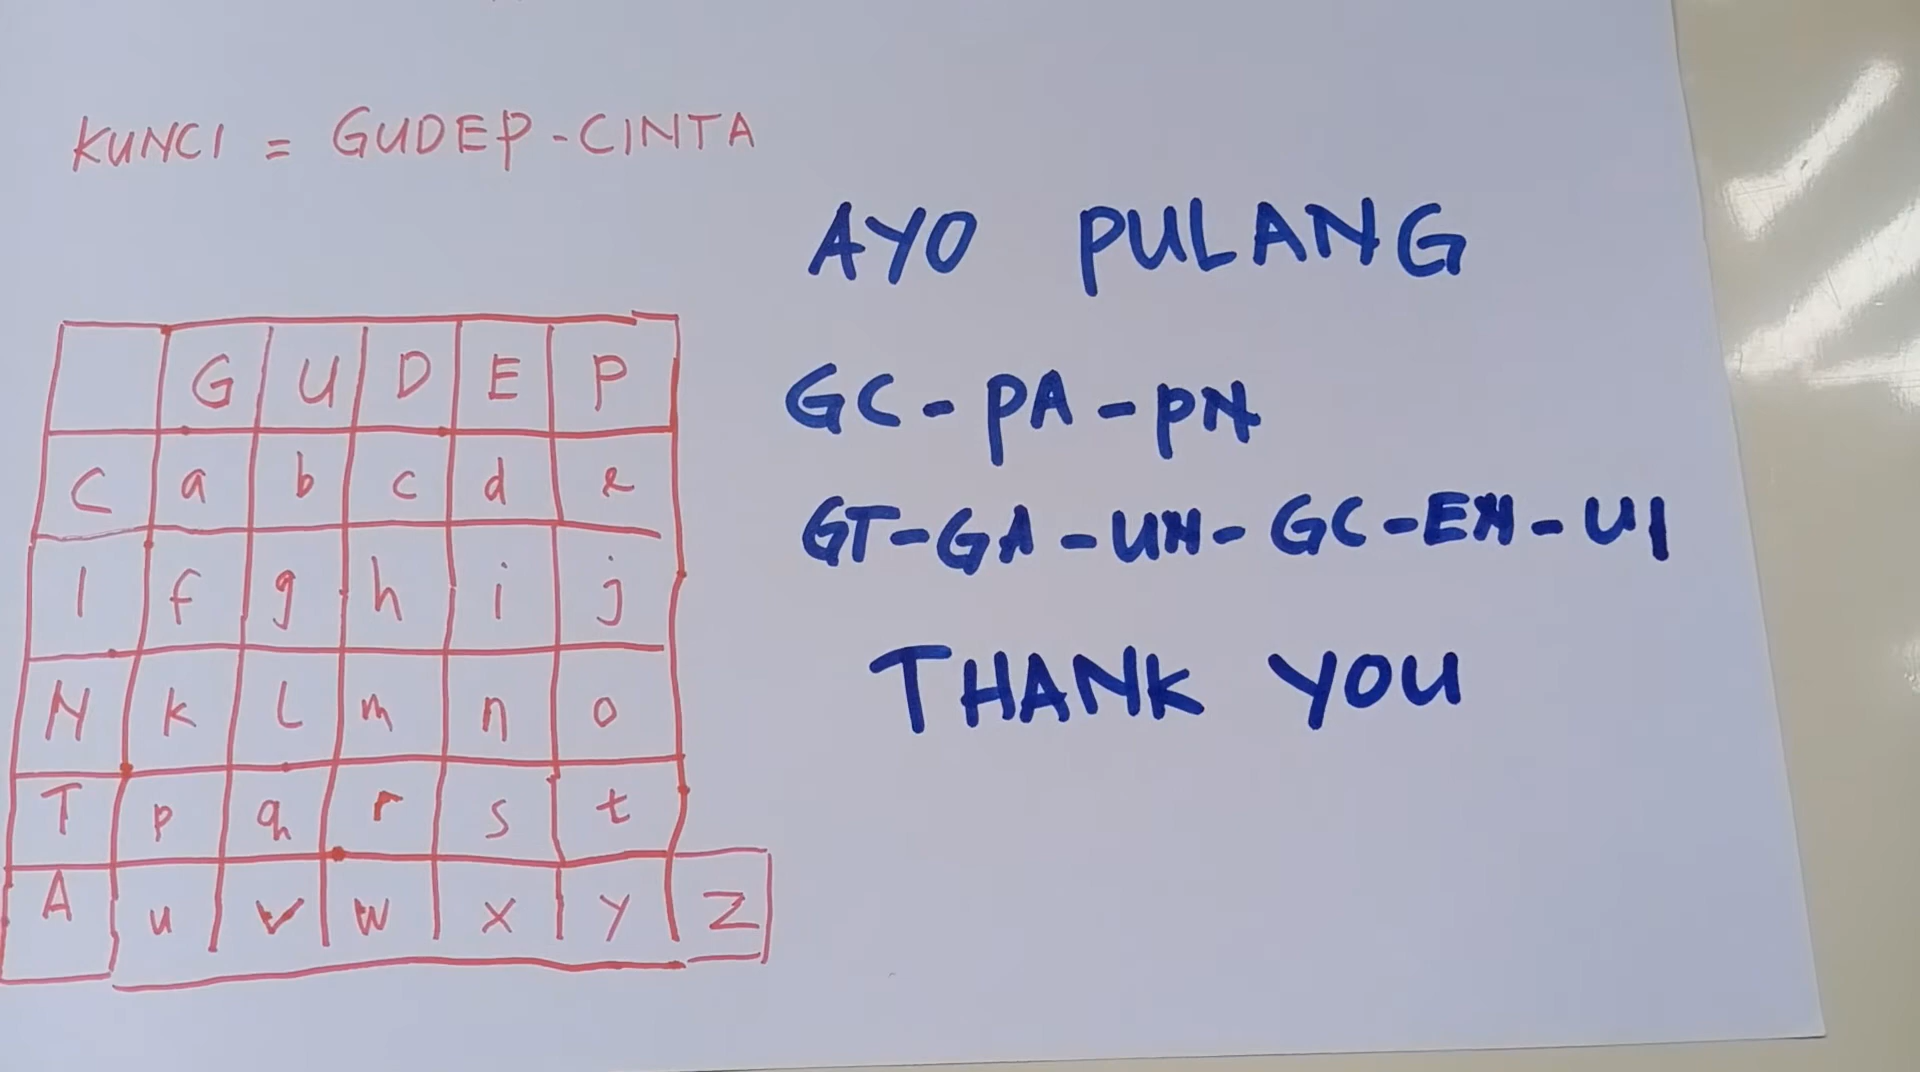 KUNCI = GUDEP-CINTA
AYO PULANG
GC-PA-PN
GT-GA-UN-GC-EN-UI
THANK YOU
G U D E P
C a b c d e
I f g h i j
N k l m n o
T p q r s t
A u v w x y z